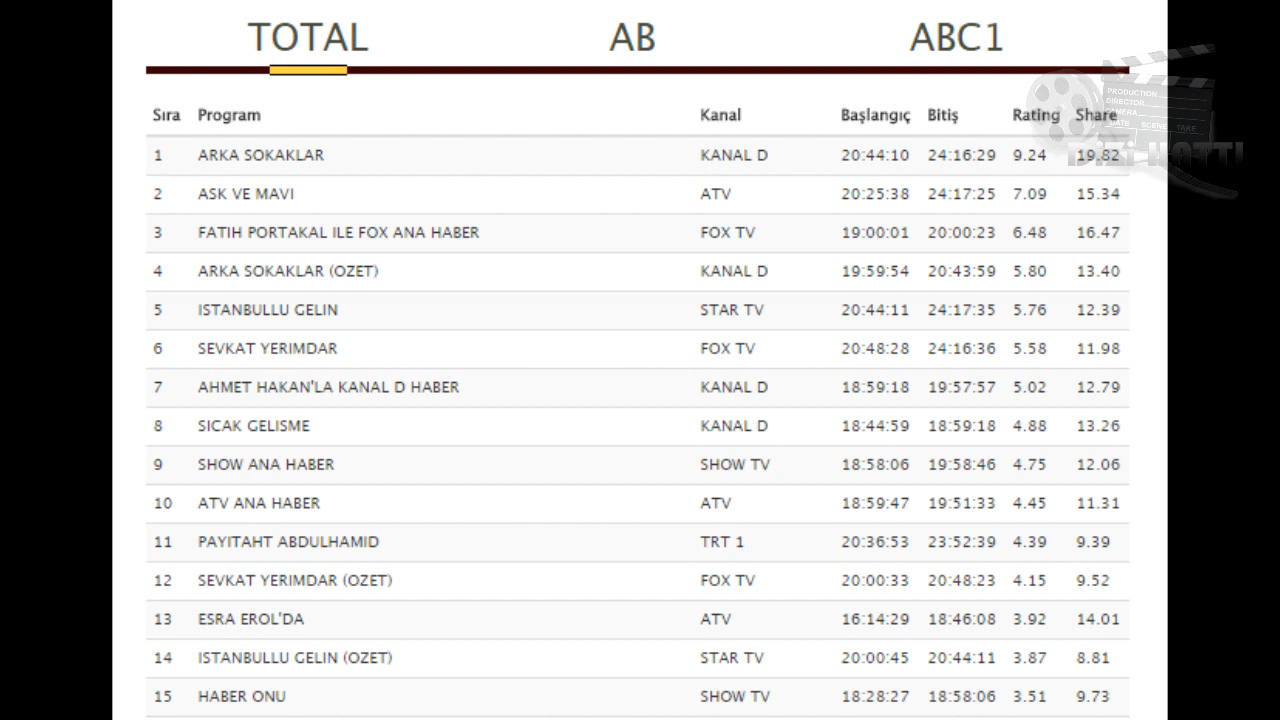 TOTAL AB ABC1
Sıra Program Kanal Başlangıç Bitiş Rating Share
1 ARKA SOKAKLAR KANAL D 20:44:10 24:16:29 9.24 19.82
2 ASK VE MAVI ATV 20:25:38 24:17:25 7.09 15.34
3 FATIH PORTAKAL ILE FOX ANA HABER FOX TV 19:00:01 20:00:23 6.48 16.47
4 ARKA SOKAKLAR (OZET) KANAL D 19:59:54 20:43:59 5.80 13.40
5 ISTANBULLU GELIN STAR TV 20:44:11 24:17:35 5.76 12.39
6 SEVKAT YERIMDAR FOX TV 20:48:28 24:16:36 5.58 11.98
7 AHMET HAKAN'LA KANAL D HABER KANAL D 18:59:18 19:57:57 5.02 12.79
8 SICAK GELISME KANAL D 18:44:59 18:59:18 4.88 13.26
9 SHOW ANA HABER SHOW TV 18:58:06 19:58:46 4.75 12.06
10 ATV ANA HABER ATV 18:59:47 19:51:33 4.45 11.31
11 PAYITAHT ABDULHAMID TRT 1 20:36:53 23:52:39 4.39 9.39
12 SEVKAT YERIMDAR (OZET) FOX TV 20:00:33 20:48:23 4.15 9.52
13 ESRA EROL'DA ATV 16:14:29 18:46:08 3.92 14.01
14 ISTANBULLU GELIN (OZET) STAR TV 20:00:45 20:44:11 3.87 8.81
15 HABER ONU SHOW TV 18:28:27 18:58:06 3.51 9.73
PRODUCTION
DIRECTOR
CAMERA
DATE SCENE TAKE
DİZİ HATTI